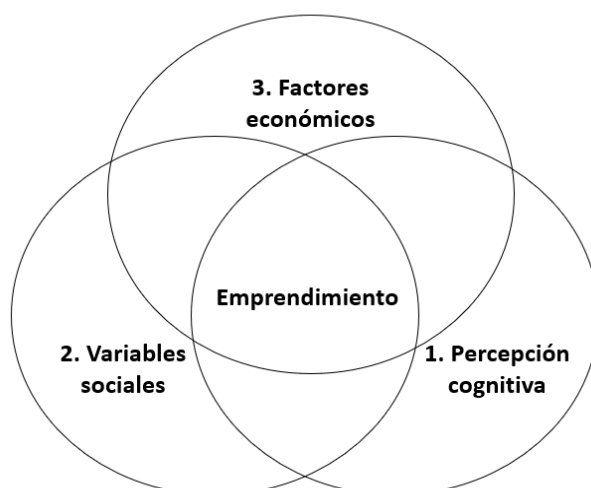 3. Factores
económicos
Emprendimiento
2. Variables
sociales
1. Percepción
cognitiva